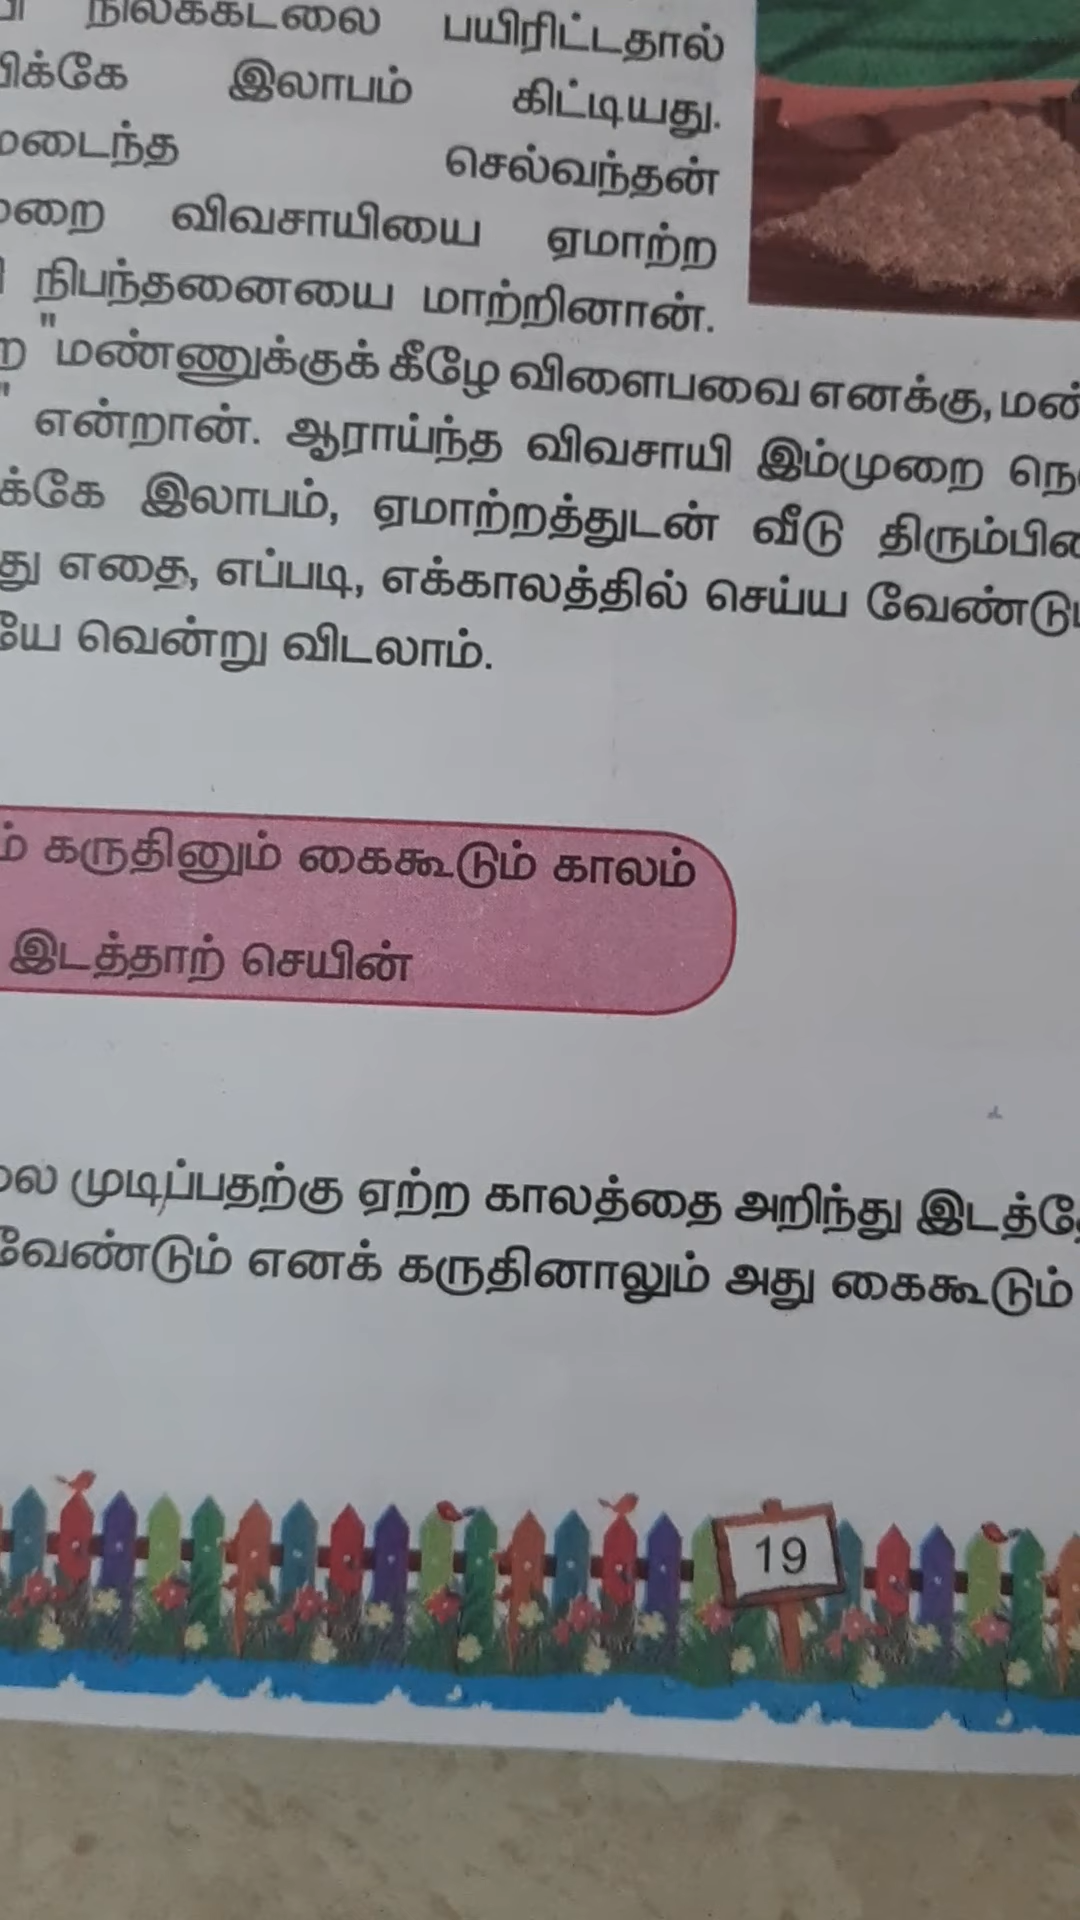 நிலக்கடலை பயிரிட்டதால்
இலாபம் கிட்டியது.
செல்வந்தன்
விவசாயியை ஏமாற்ற
நிபந்தனையை மாற்றினான்.
"மண்ணுக்குக் கீழே விளைபவை எனக்கு,
" என்றான். ஆராய்ந்த விவசாயி இம்முறை
இலாபம், ஏமாற்றத்துடன் வீடு
எதை, எப்படி, எக்காலத்தில் செய்ய
வென்று விடலாம்.
கருதினும் கைகூடும் காலம்
இடத்தாற் செயின்
முடிப்பதற்கு ஏற்ற காலத்தை அறிந்து
வேண்டும் எனக் கருதினாலும் அது கைகூடும்
19